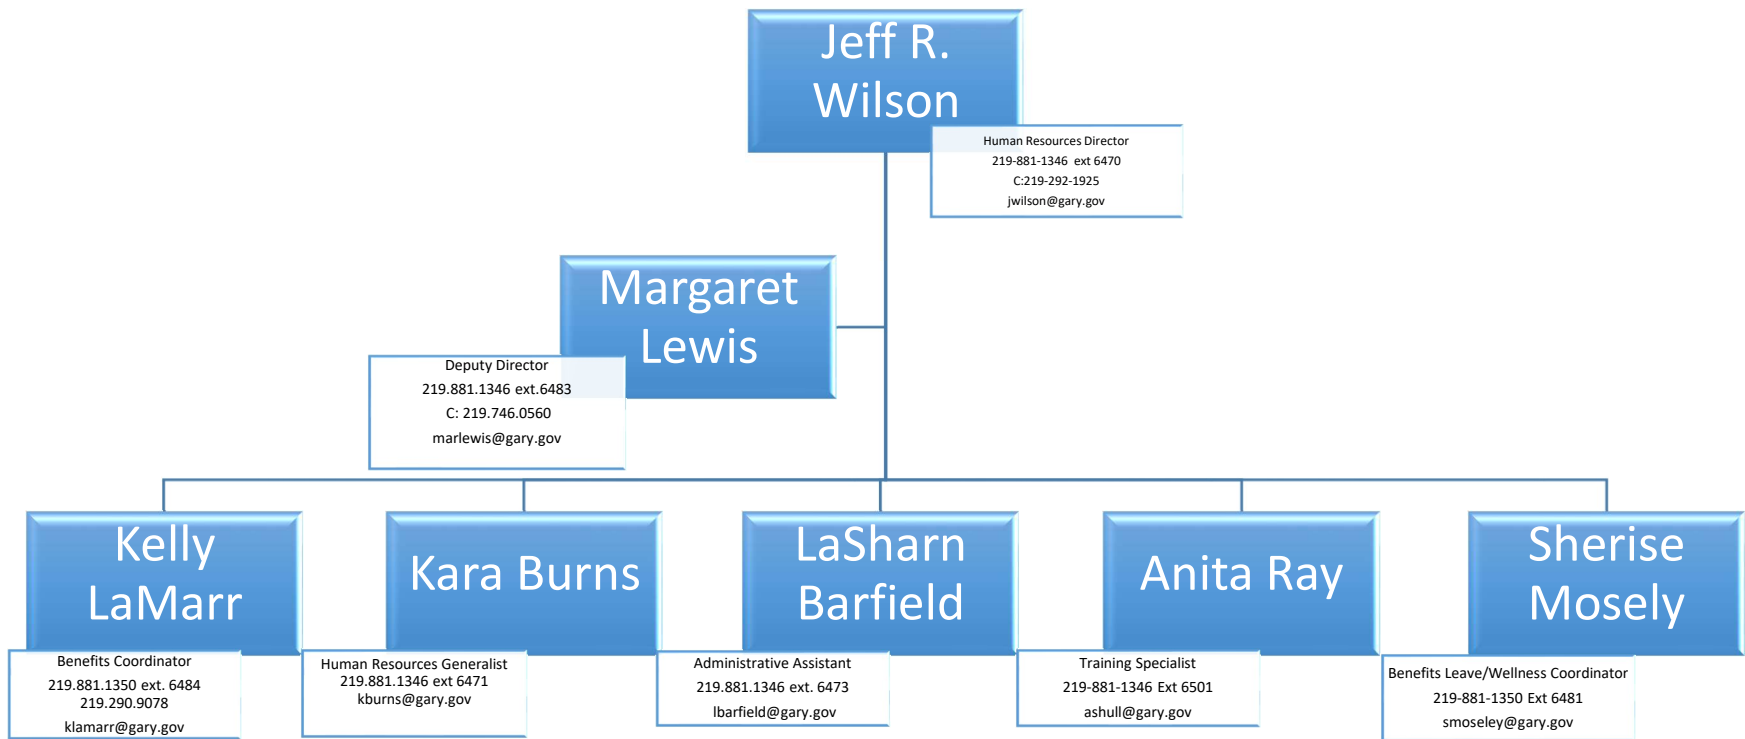 Jeff R.
Wilson
Human Resources Director
219-881-1346 ext 6470
C:219-292-1925
jwilson@gary.gov
Margaret
Lewis
Deputy Director
219.881.1346 ext.6483
C: 219.746.0560
marlewis@gary.gov
Kelly
LaMarr
Benefits Coordinator
219.881.1350 ext. 6484
219.290.9078
klamarr@gary.gov
Kara Burns
Human Resources Generalist
219.881.1346 ext 6471
kburns@gary.gov
LaSharn
Barfield
Administrative Assistant
219.881.1346 ext. 6473
lbarfield@gary.gov
Anita Ray
Training Specialist
219-881-1346 Ext 6501
ashull@gary.gov
Sherise
Mosely
Benefits Leave/Wellness Coordinator
219-881-1350 Ext 6481
smoseley@gary.gov